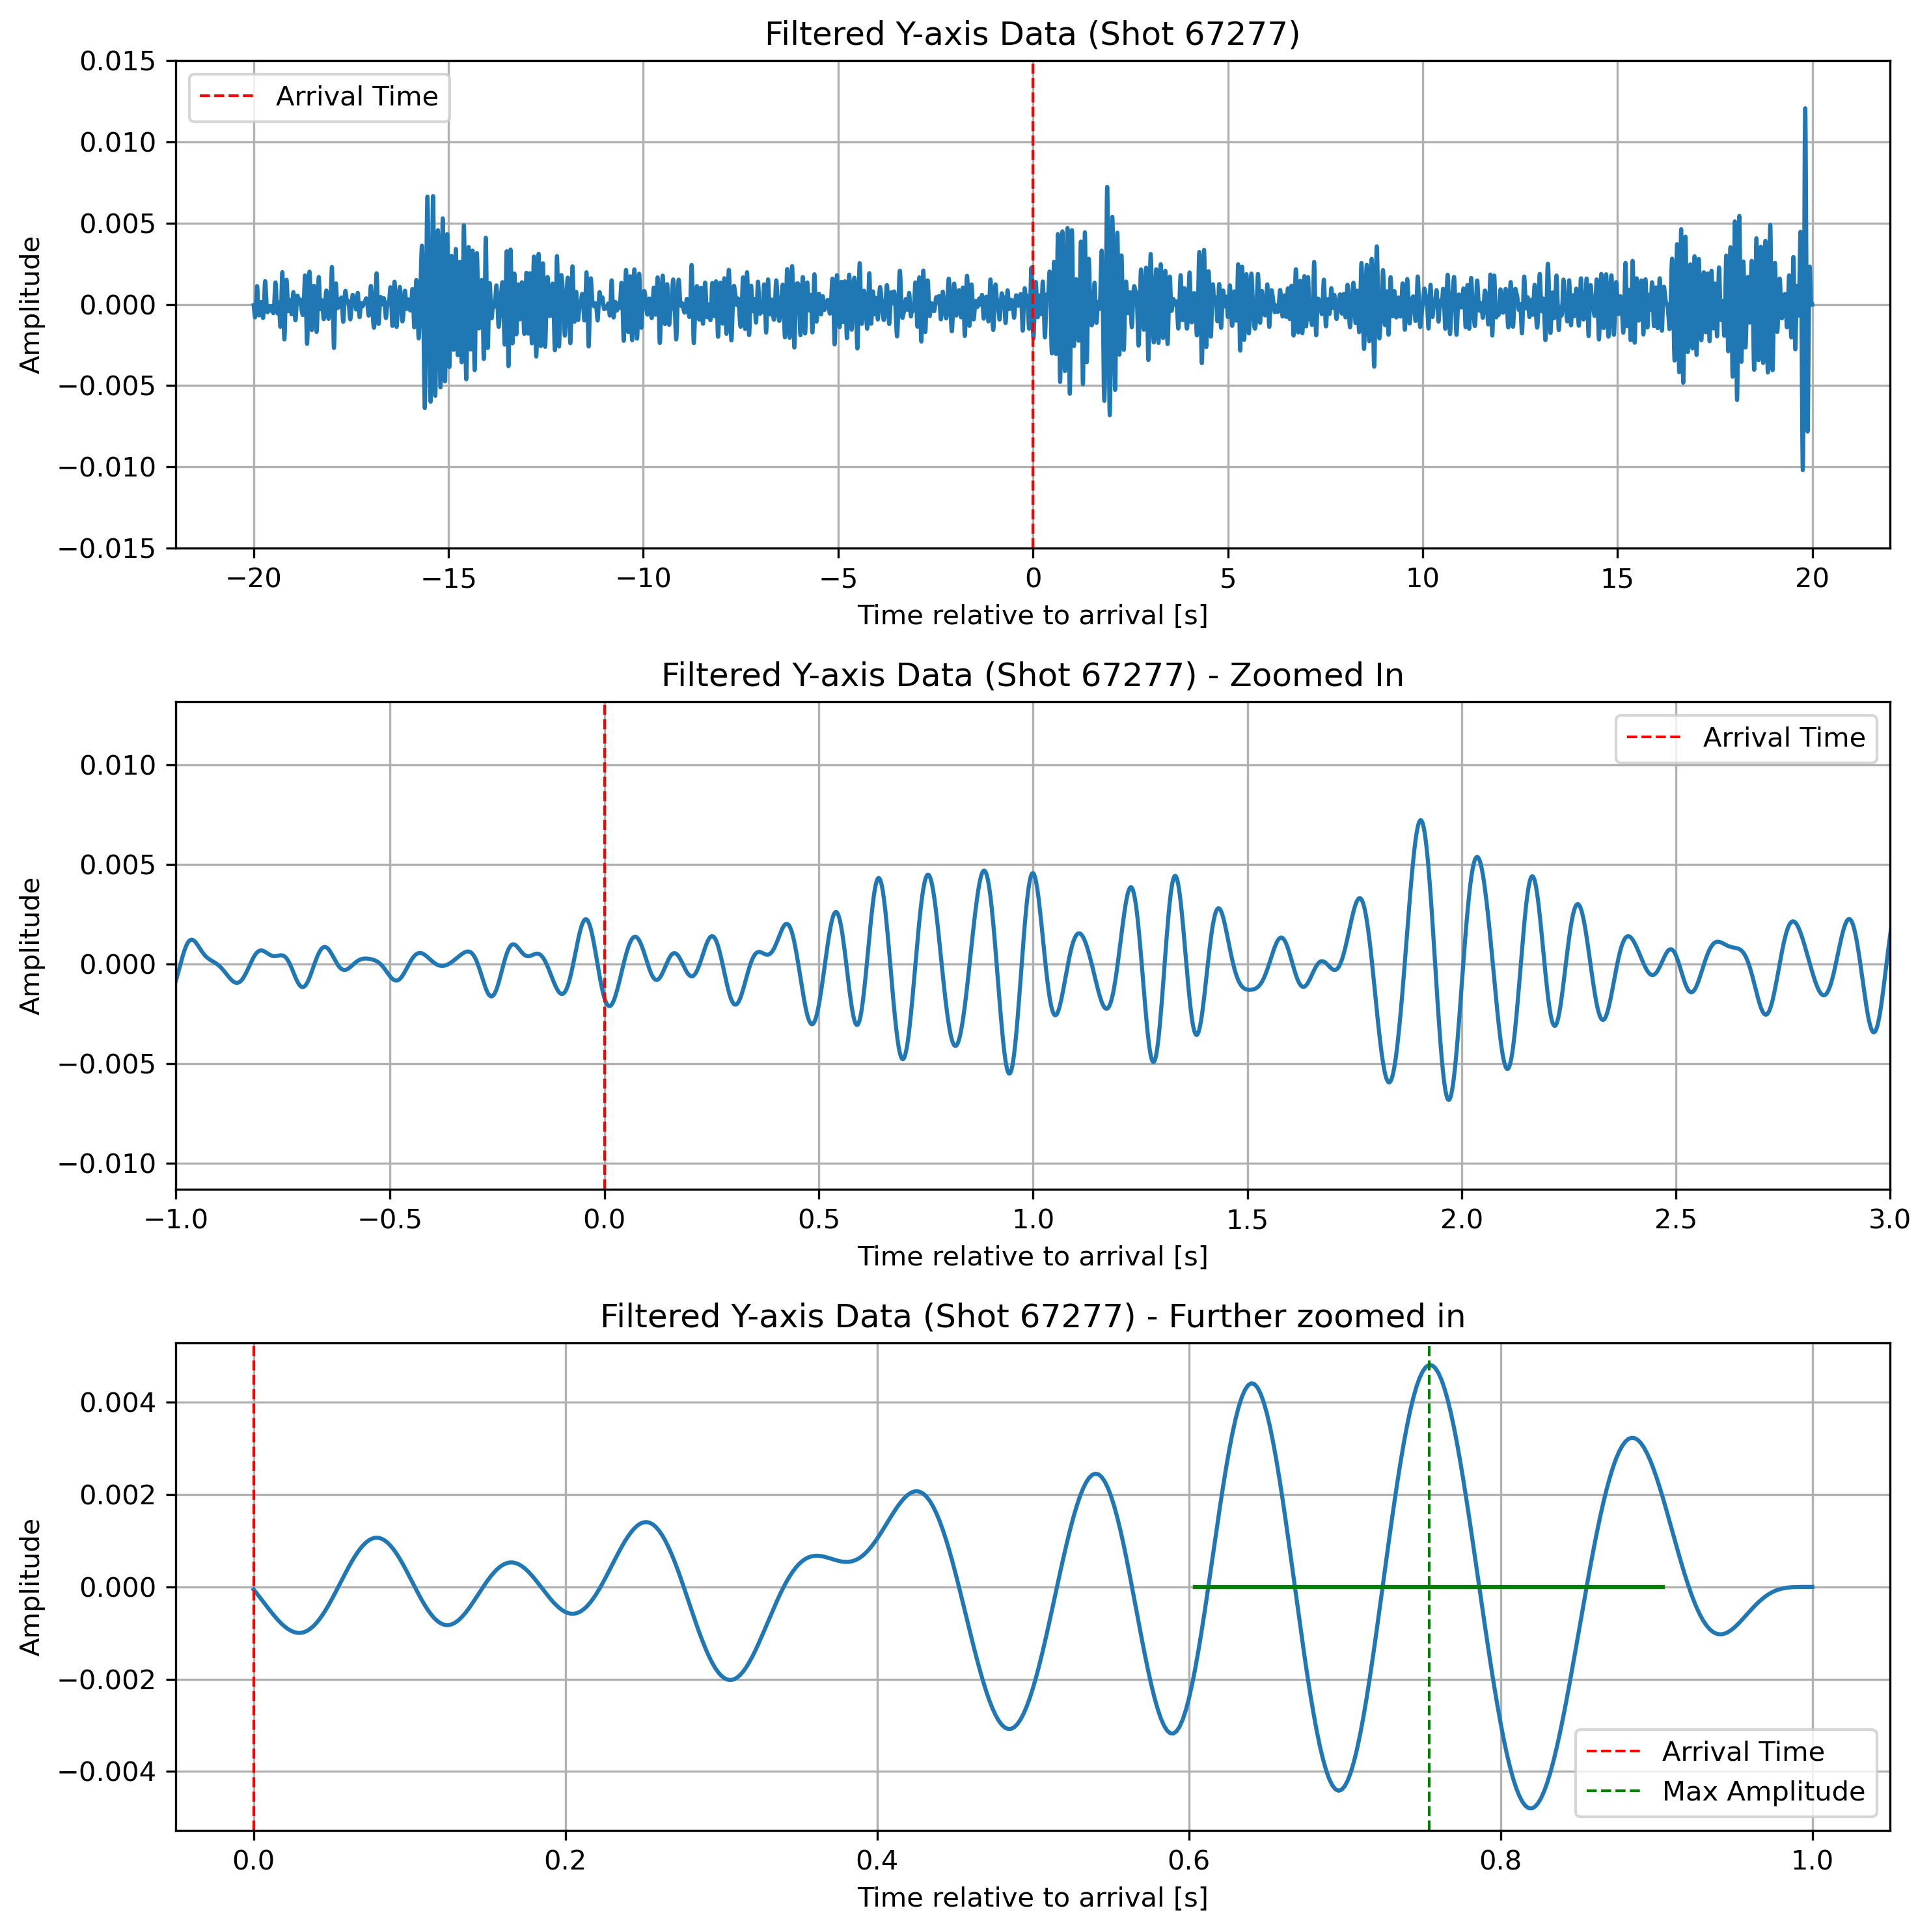 Filtered Y-axis Data (Shot 67277)
0.015
0.010
0.005
0.000
−0.005
−0.010
−0.015
Amplitude
Arrival Time
−20 −15 −10 −5 0 5 10 15 20
Time relative to arrival [s]
Filtered Y-axis Data (Shot 67277) - Zoomed In
0.010
0.005
0.000
−0.005
−0.010
Amplitude
Arrival Time
−1.0 −0.5 0.0 0.5 1.0 1.5 2.0 2.5 3.0
Time relative to arrival [s]
Filtered Y-axis Data (Shot 67277) - Further zoomed in
0.004
0.002
0.000
−0.002
−0.004
Amplitude
Arrival Time
Max Amplitude
0.0 0.2 0.4 0.6 0.8 1.0
Time relative to arrival [s]